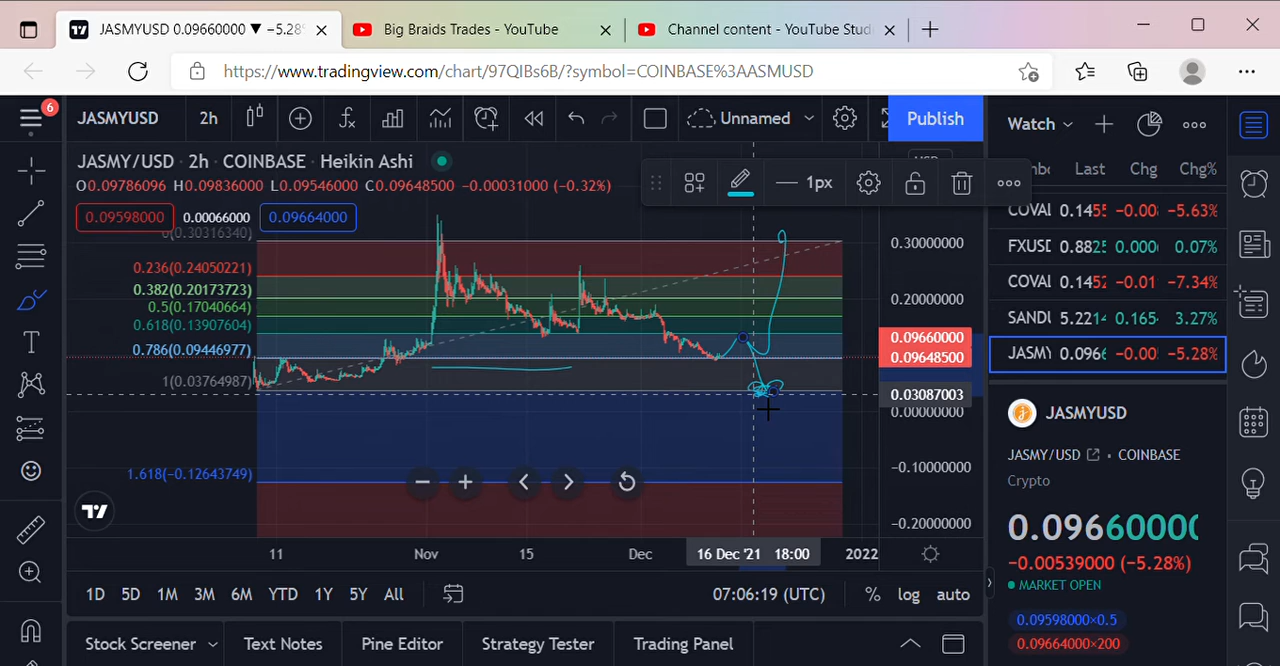 JASMYUSD 0.09660000 ▼ −5.28%
Big Braids Trades - YouTube
Channel content - YouTube Stud
https://www.tradingview.com/chart/97QIBs6B/?symbol=COINBASE%3AASMUSD
6
JASMYUSD 2h
Unnamed
Publish
Watch
JASMY/USD · 2h · COINBASE · Heikin Ashi
O0.09786096 H0.09836000 L0.09546000 C0.09648500 −0.00031000 (−0.32%)
1px
Last Chg Chg%
0.09598000 0.00066000 0.09664000
COVAI 0.1455 -0.00 -5.63%
0(0.30316340)
FXUSD 0.8825 0.000 0.07%
0.30000000
0.236(0.24050221)
COVAI 0.1452 -0.01 -7.34%
0.382(0.20173723)
0.20000000
0.5(0.17040664)
SANDU 5.2214 0.165 3.27%
0.618(0.13907604)
0.09660000
0.786(0.09446977)
0.09648500
JASMY 0.0966 -0.00 -5.28%
1(0.03764987)
0.03087003
0.00000000
JASMYUSD
JASMY/USD • COINBASE
Crypto
1.618(−0.12643749)
−0.10000000
−0.20000000
0.09660000
−0.00539000 (−5.28%)
MARKET OPEN
11 Nov 15 Dec 16 Dec '21 18:00 2022
1D 5D 1M 3M 6M YTD 1Y 5Y All
07:06:19 (UTC) % log auto
0.09598000×0.5
0.09664000×200
Stock Screener Text Notes Pine Editor Strategy Tester Trading Panel